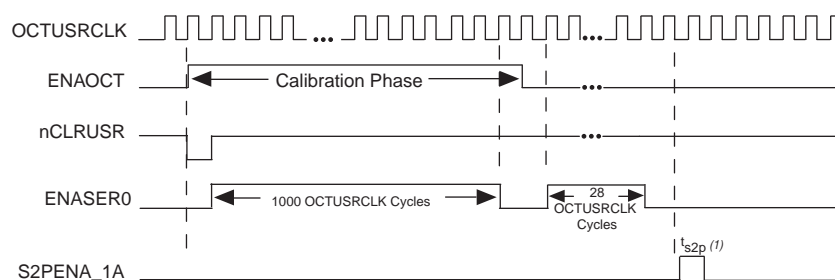 OCTUSRCLK
...
ENAOCT
Calibration Phase
...
nCLRUSR
...
ENASER0
1000 OCTUSRCLK Cycles
28
OCTUSRCLK
Cycles
ts2p (1)
S2PENA_1A